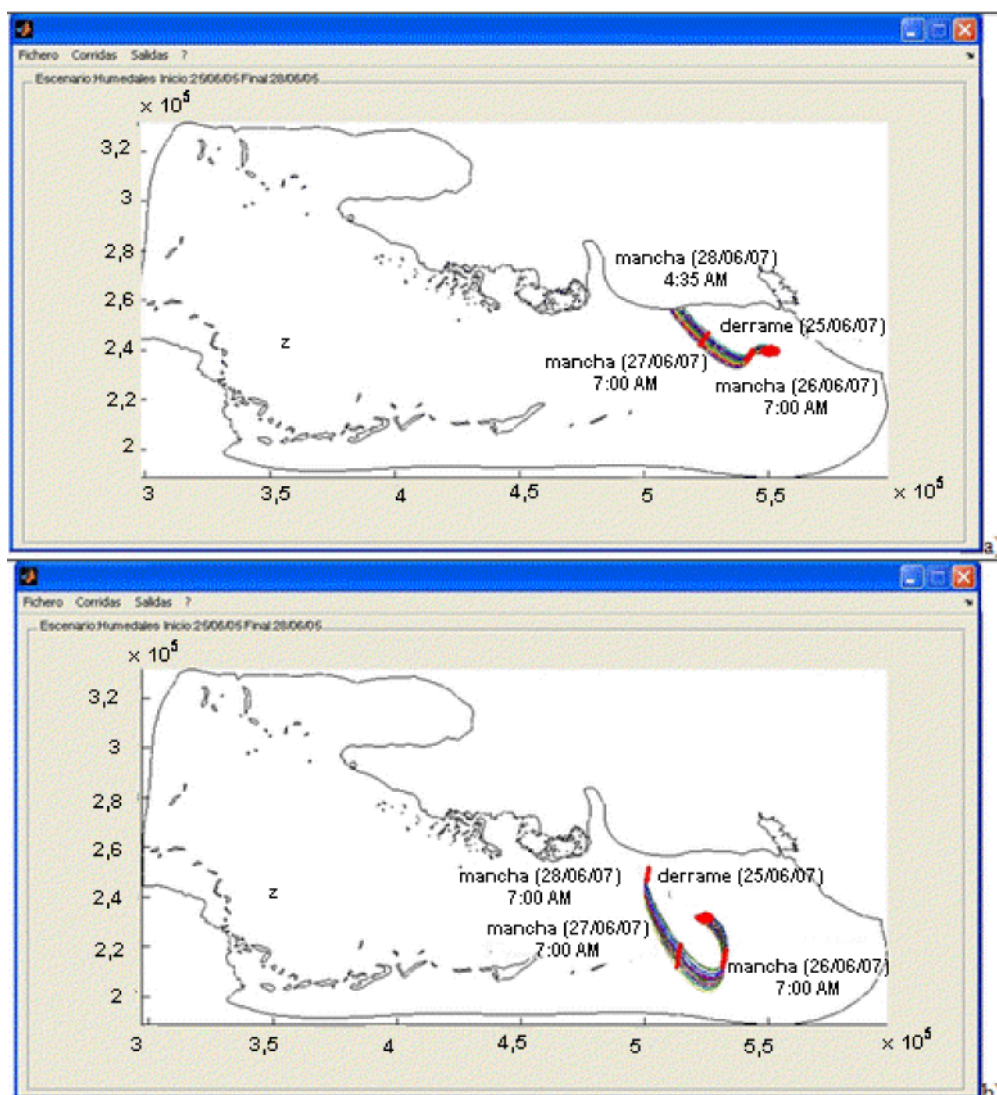 Fichero Corridas Salidas ?
Escenario:Humedales Inicio:25/06/05 Final:28/06/05
× 10⁵
3,2
3
2,8
2,6
2,4
2,2
2
z
mancha (28/06/07)
4:35 AM
derrame (25/06/07)
mancha (27/06/07)
7:00 AM
mancha (26/06/07)
7:00 AM
3 3,5 4 4,5 5 5,5 × 10⁵
a)
Fichero Corridas Salidas ?
Escenario:Humedales Inicio:25/06/05 Final:28/06/05
× 10⁵
3,2
3
2,8
2,6
2,4
2,2
2
z
mancha (28/06/07)
7:00 AM
derrame (25/06/07)
mancha (27/06/07)
7:00 AM
mancha (26/06/07)
7:00 AM
3 3,5 4 4,5 5 5,5 × 10⁵
b)